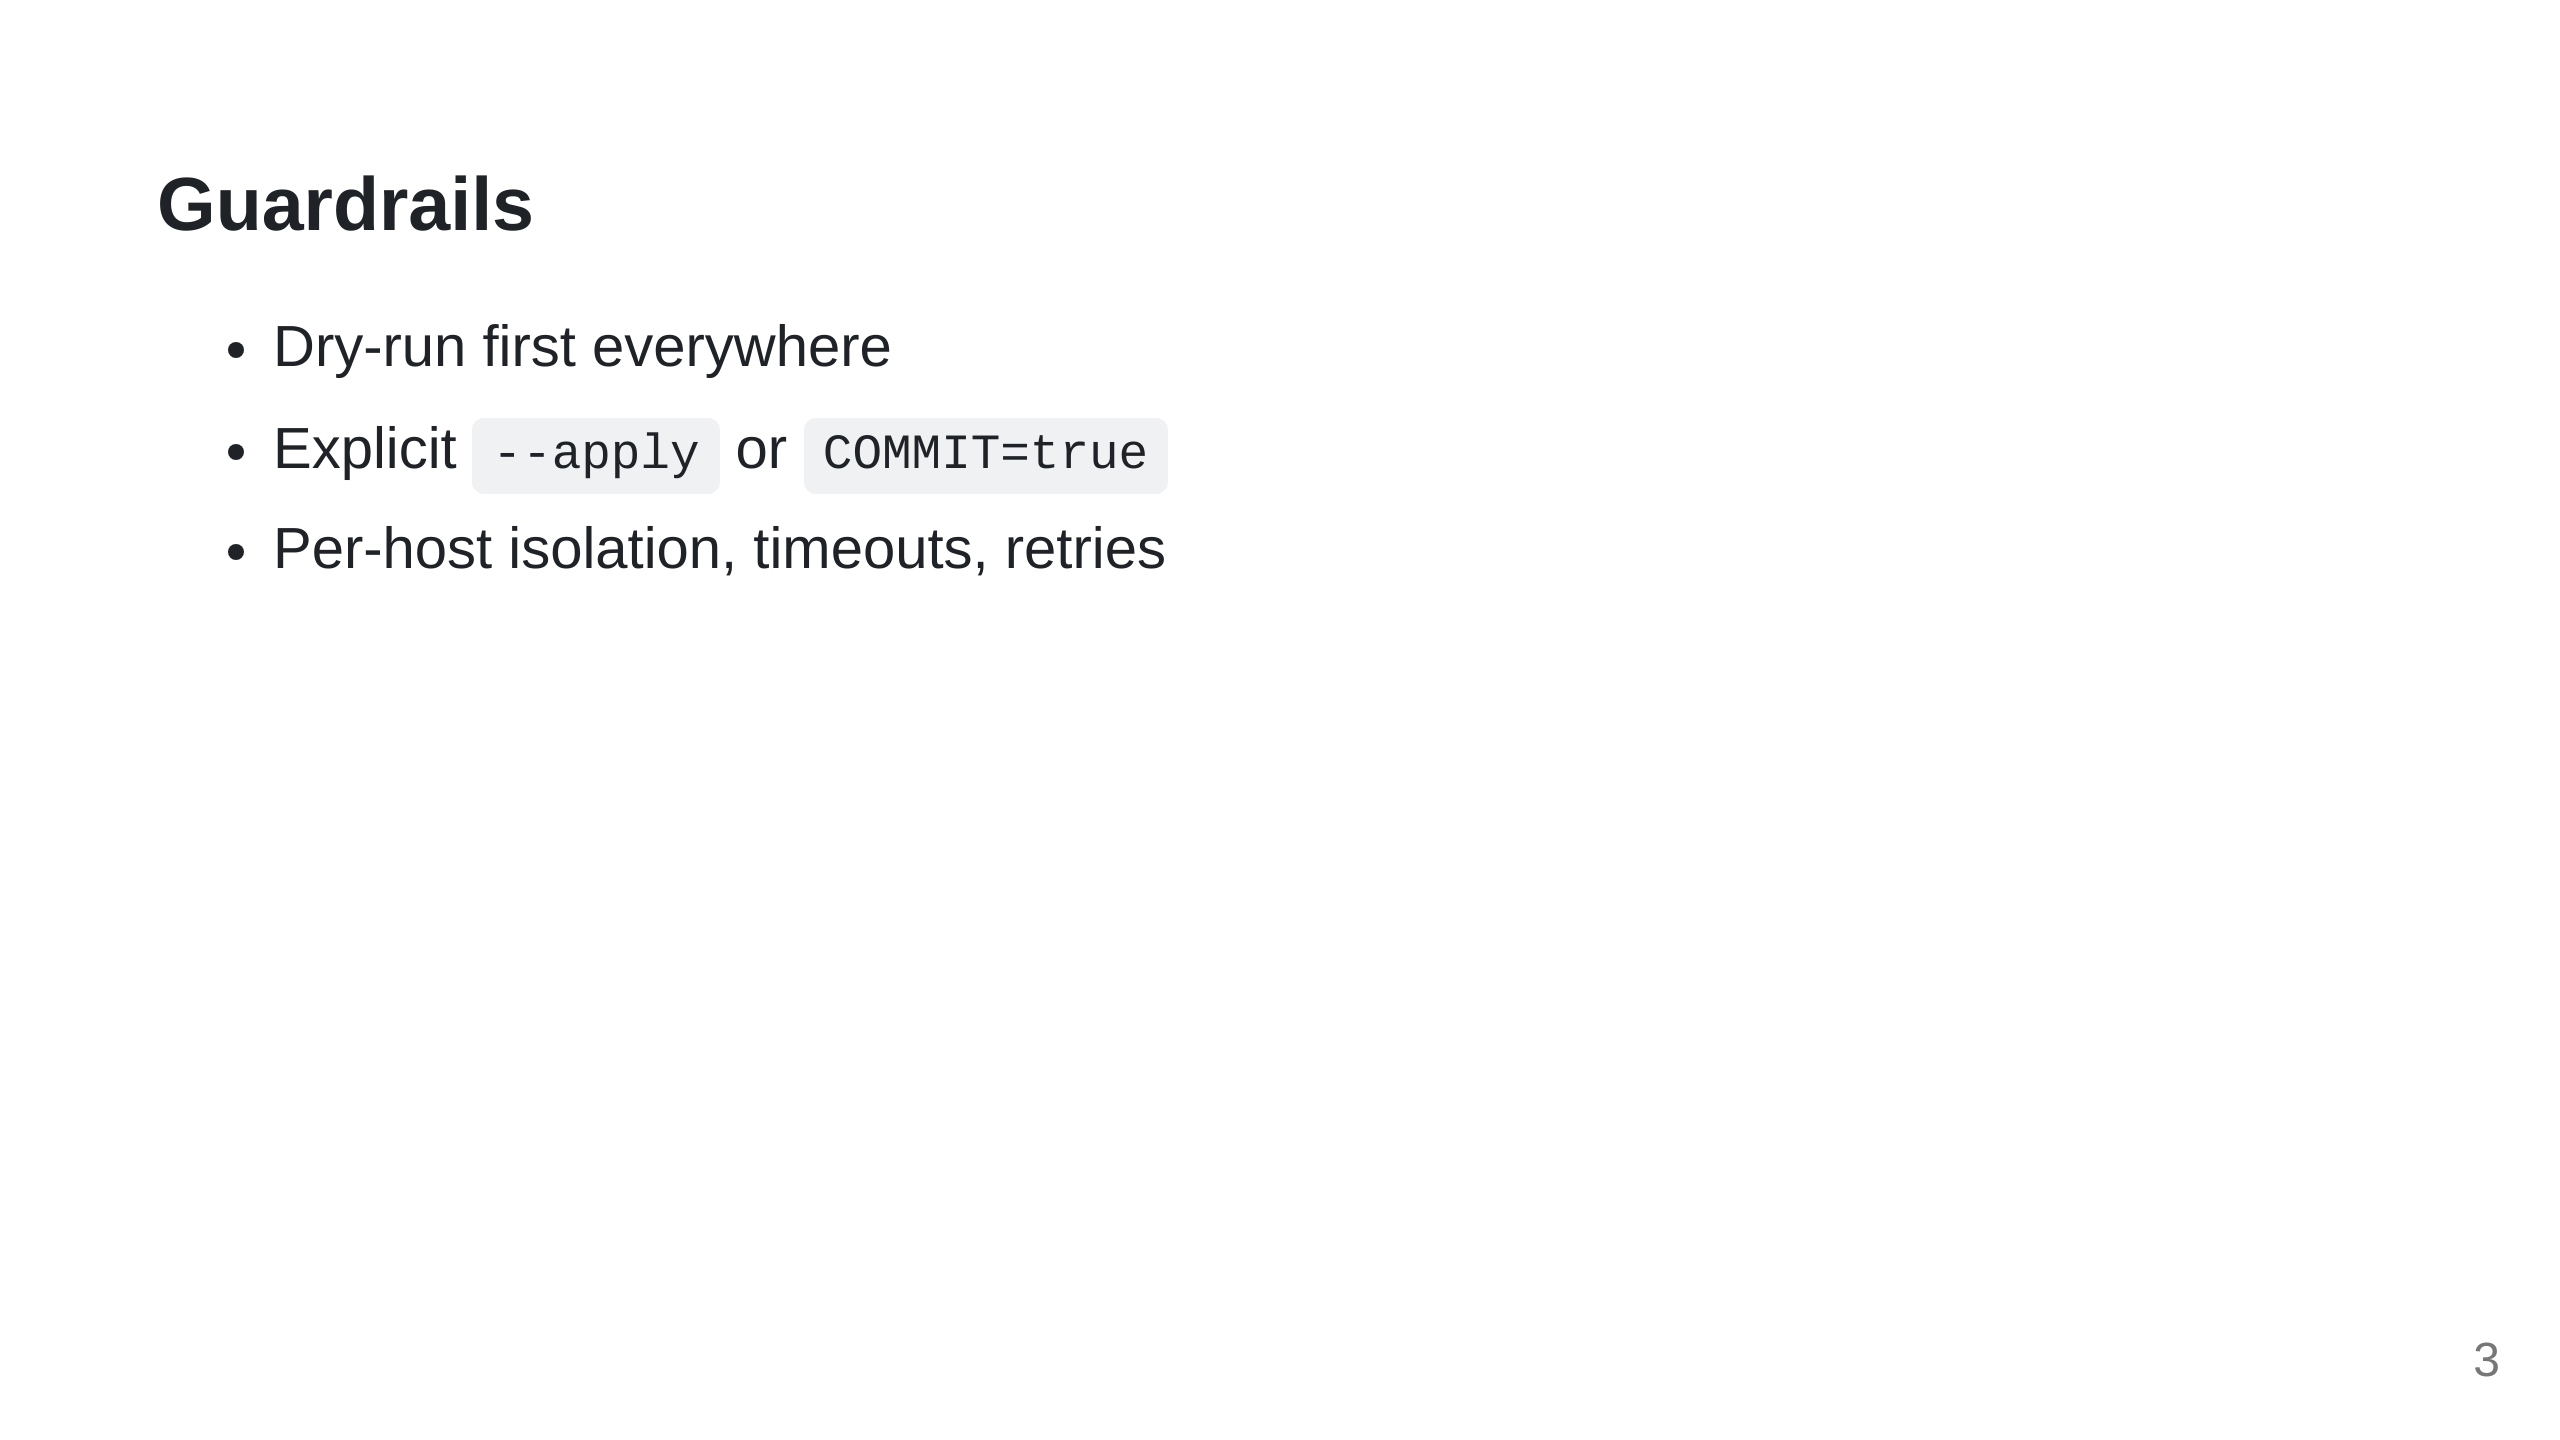 Guardrails
• Dry-run first everywhere
• Explicit --apply or COMMIT=true
• Per-host isolation, timeouts, retries
3